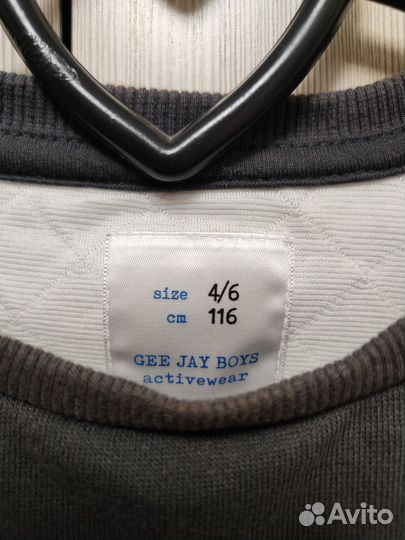 size 4/6
cm 116
GEE JAY BOYS
activewear
Avito